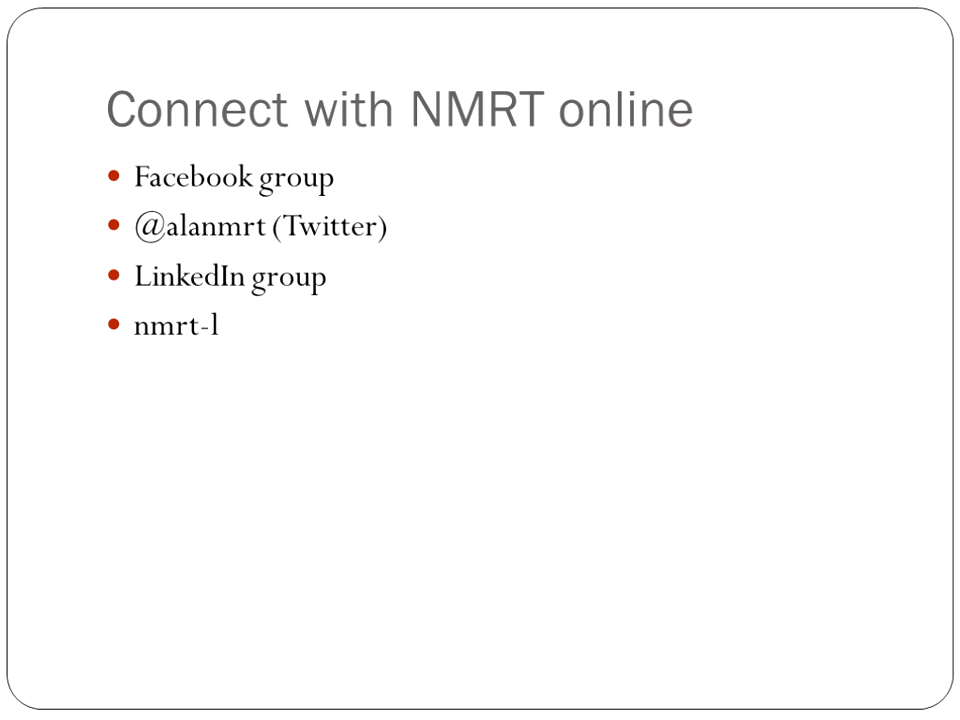 Connect with NMRT online
Facebook group
@alanmrt (Twitter)
LinkedIn group
nmrt-l